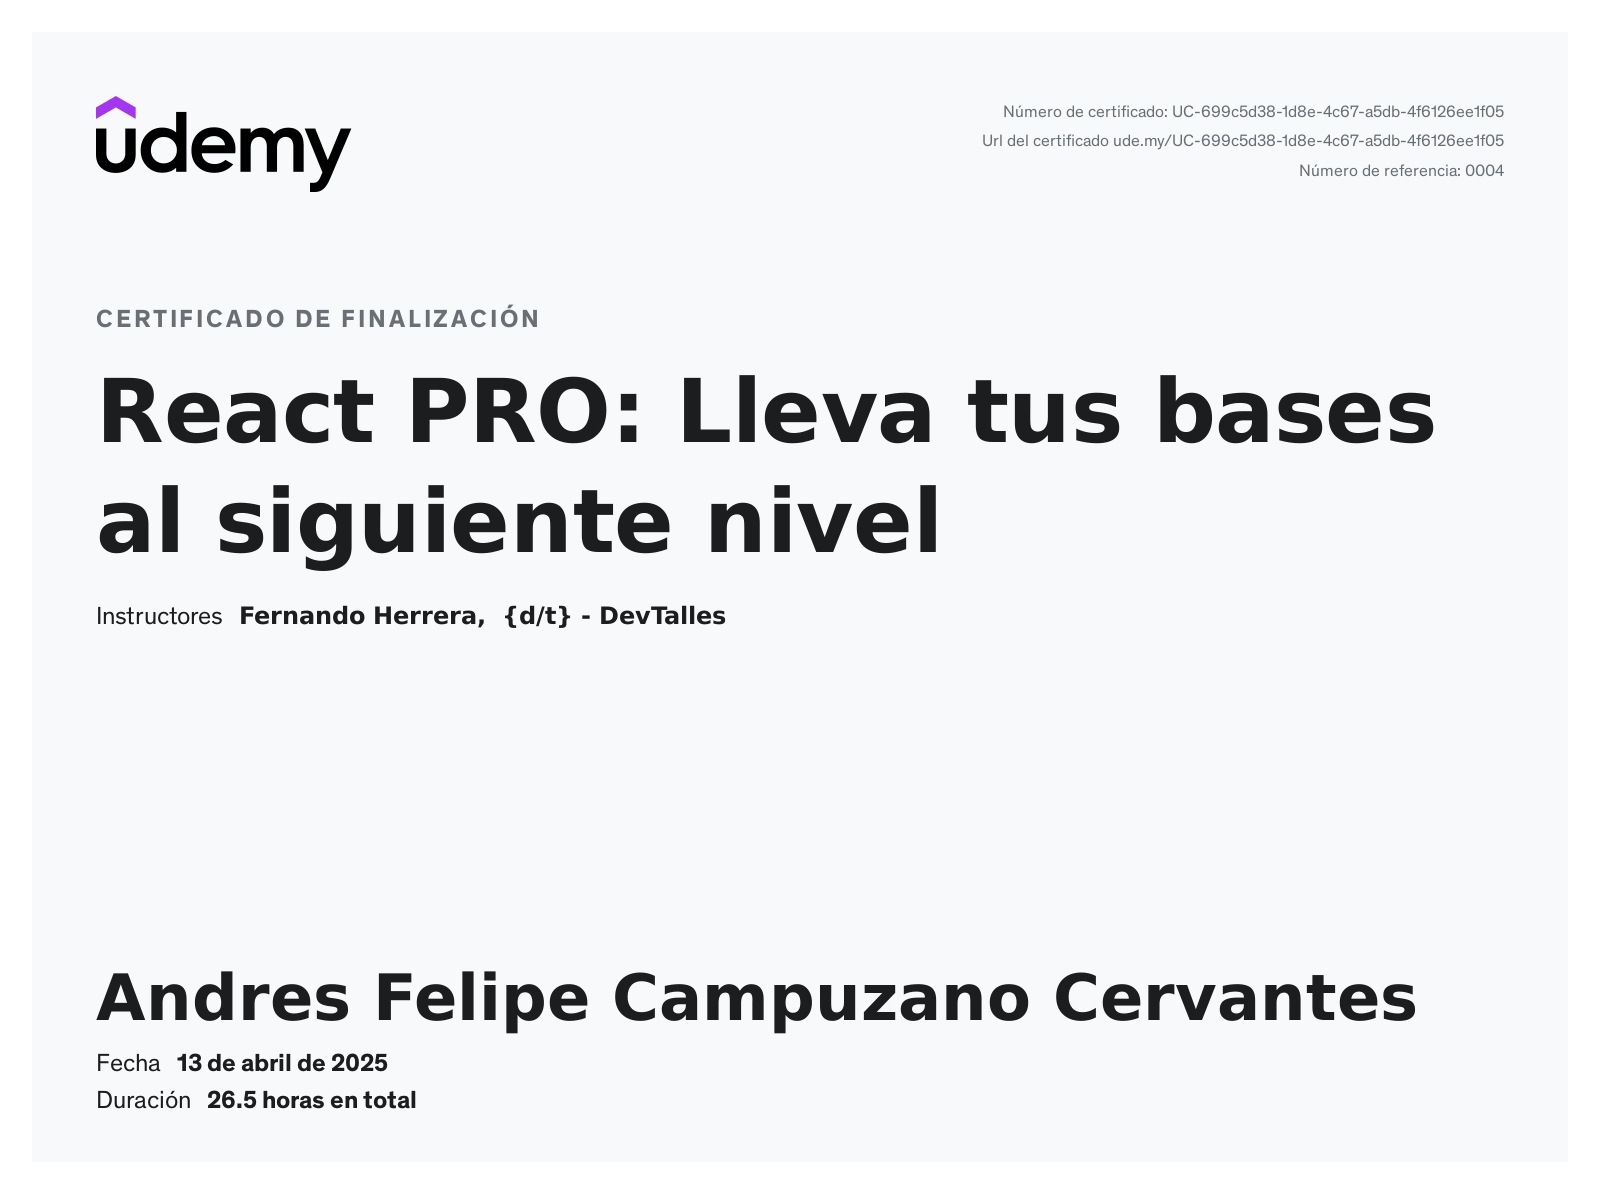 udemy
Número de certificado: UC-699c5d38-1d8e-4c67-a5db-4f6126ee1f05
Url del certificado ude.my/UC-699c5d38-1d8e-4c67-a5db-4f6126ee1f05
Número de referencia: 0004
CERTIFICADO DE FINALIZACIÓN
React PRO: Lleva tus bases
al siguiente nivel
Instructores Fernando Herrera, {d/t} - DevTalles
Andres Felipe Campuzano Cervantes
Fecha 13 de abril de 2025
Duración 26.5 horas en total